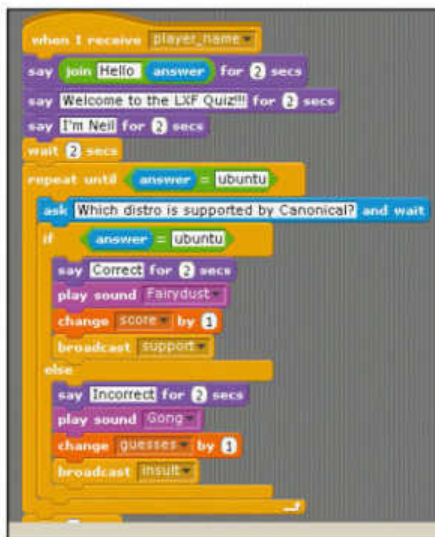 when I receive player_name
say join Hello answer for 2 secs
say Welcome to the LXF Quiz!!! for 2 secs
say I'm Neil for 2 secs
wait 2 secs
repeat until answer = ubuntu
ask Which distro is supported by Canonical? and wait
if answer = ubuntu
say Correct for 2 secs
play sound Fairydust
change score by 1
broadcast support
else
say Incorrect for 2 secs
play sound Gong
change guesses by 1
broadcast insult